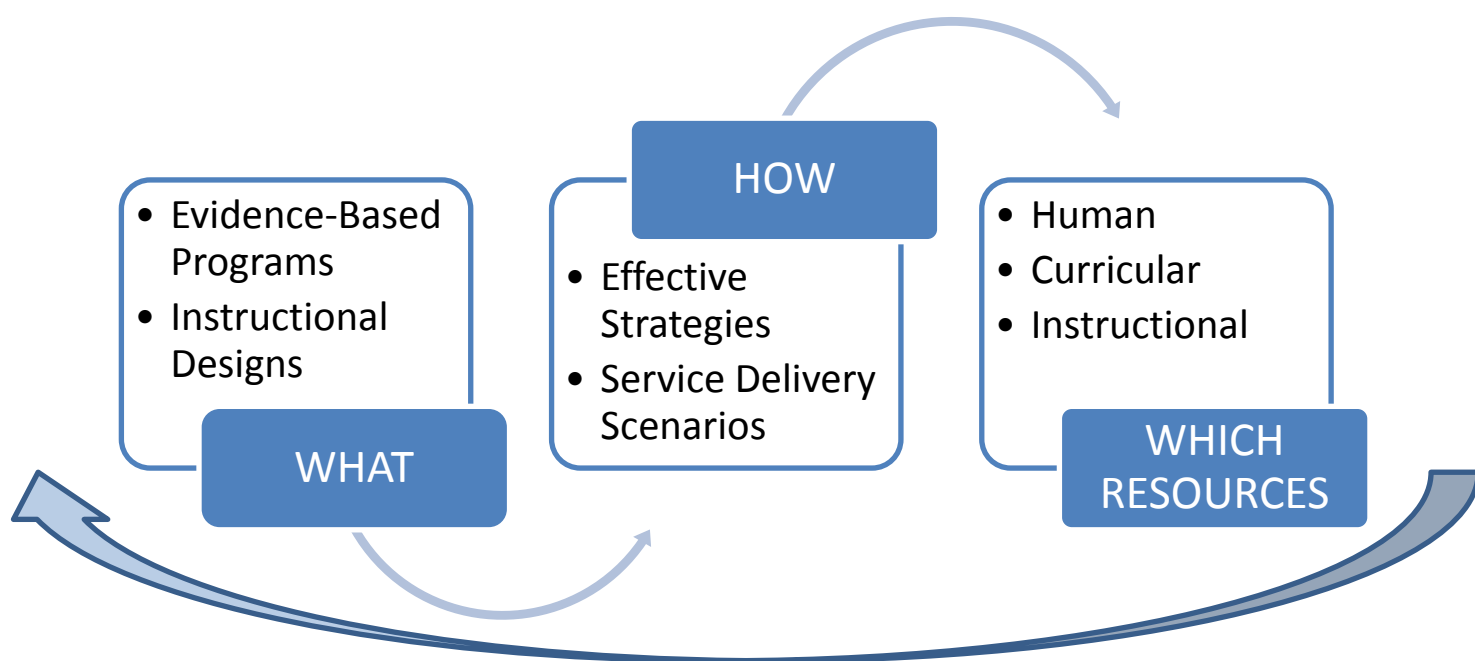 • Evidence-Based
Programs
• Instructional
Designs
WHAT
HOW
• Effective
Strategies
• Service Delivery
Scenarios
• Human
• Curricular
• Instructional
WHICH
RESOURCES